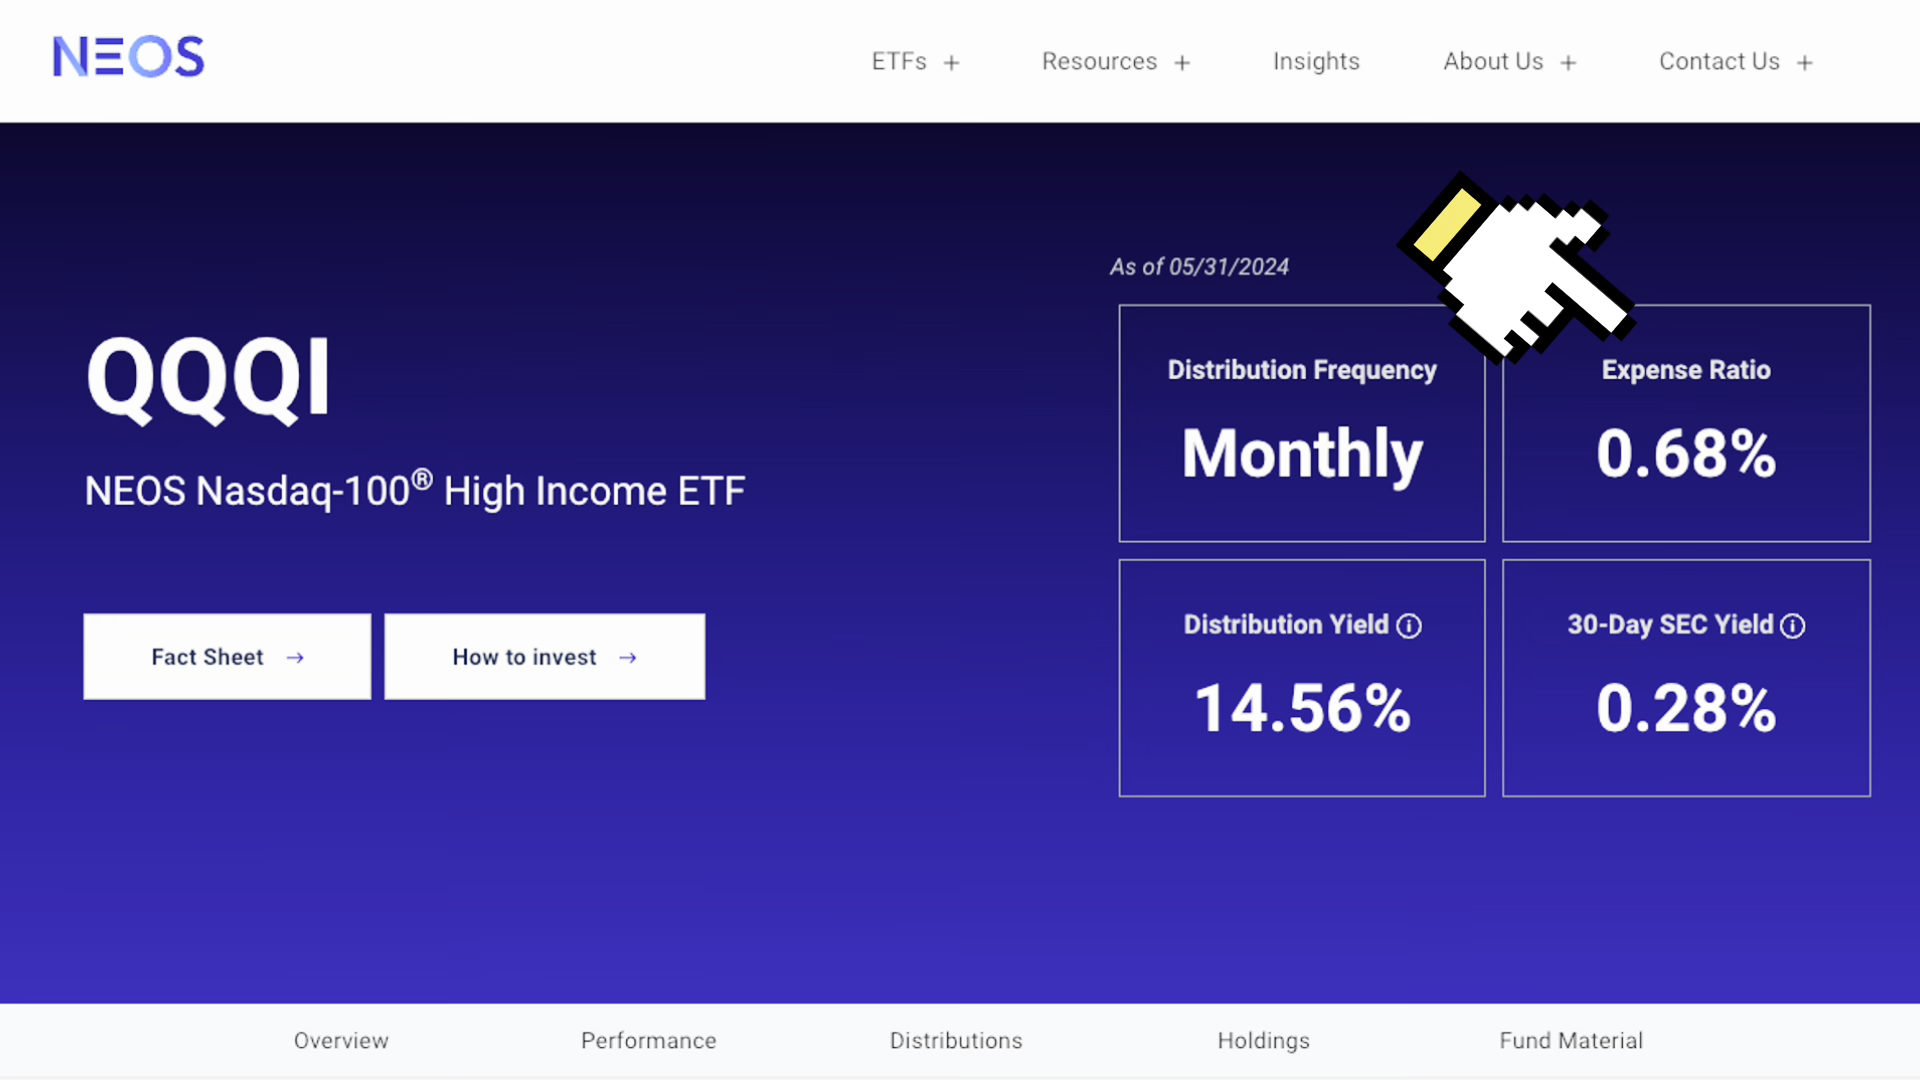 NEOS
ETFs +
Resources +
Insights
About Us +
Contact Us +
As of 05/31/2024
QQQI
NEOS Nasdaq-100® High Income ETF
Fact Sheet →
How to invest →
Distribution Frequency
Monthly
Expense Ratio
0.68%
Distribution Yield ⓘ
14.56%
30-Day SEC Yield ⓘ
0.28%
Overview
Performance
Distributions
Holdings
Fund Material